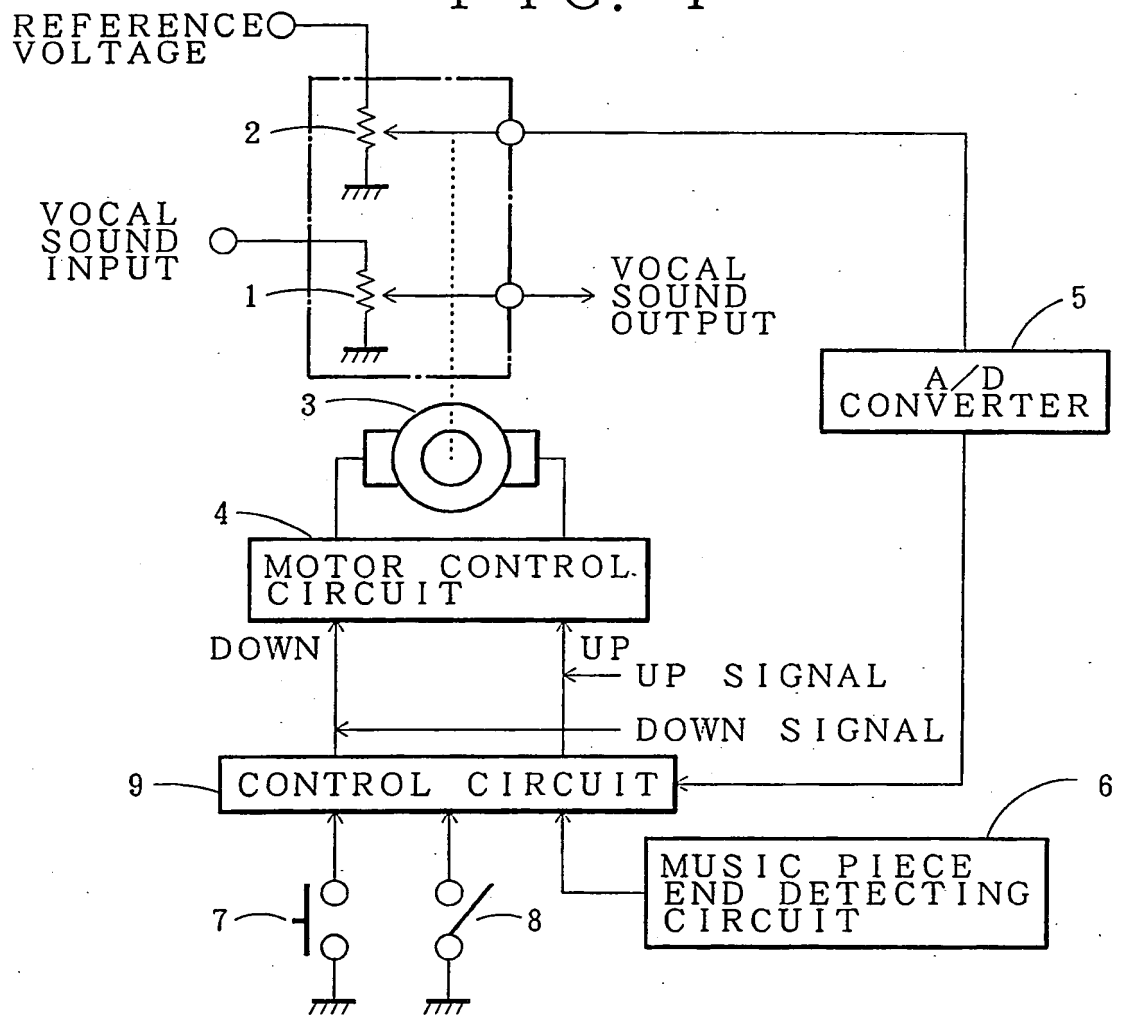 REFERENCE
VOLTAGE
2
VOCAL
SOUND
INPUT
1
VOCAL
SOUND
OUTPUT
5
A/D
CONVERTER
3
4
MOTOR CONTROL
CIRCUIT
DOWN
UP
UP SIGNAL
DOWN SIGNAL
9
CONTROL CIRCUIT
6
MUSIC PIECE
END DETECTING
CIRCUIT
7
8